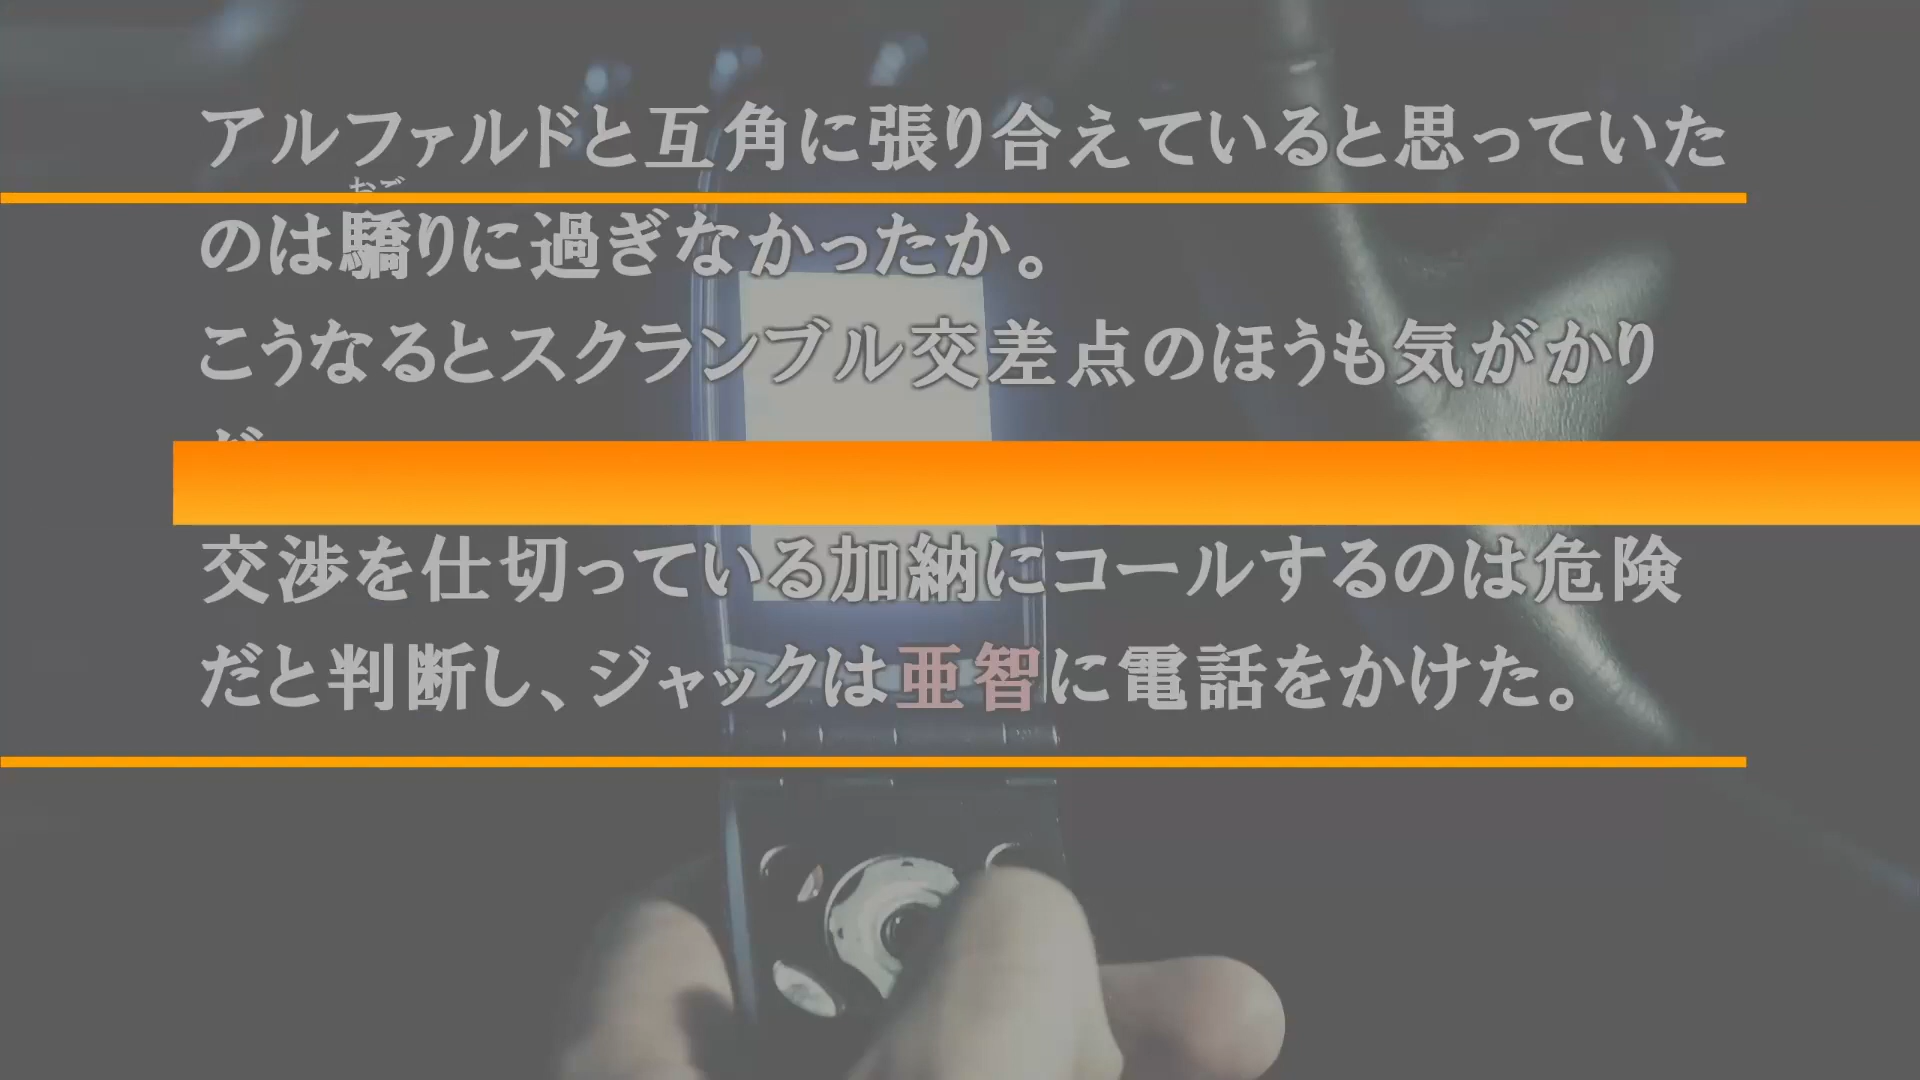 アルファルドと互角に張り合えていると思っていた
おご
のは驕りに過ぎなかったか。
こうなるとスクランブル交差点のほうも気がかり
交渉を仕切っている加納にコールするのは危険
だと判断し、ジャックは亜智に電話をかけた。